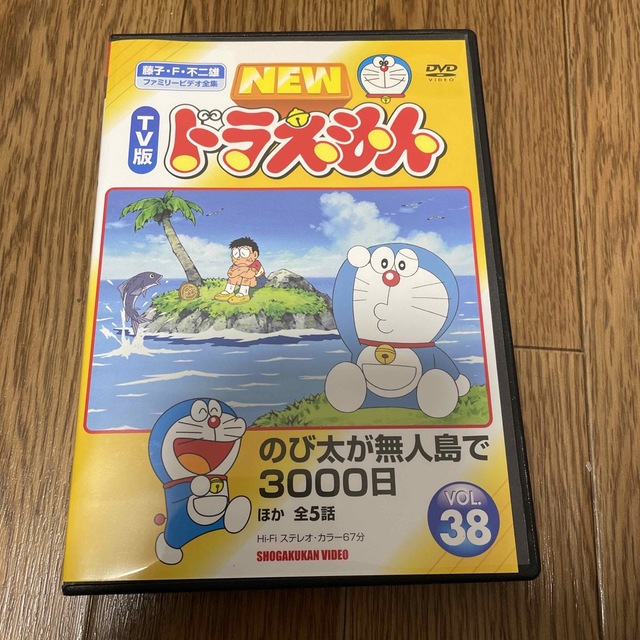 藤子・F・不二雄
ファミリービデオ全集
NEW
DVD
VIDEO
TV版
ドラえもん
のび太が無人島で
3000日
ほか 全5話
VOL.
38
Hi-Fi ステレオ・カラー67分
SHOGAKUKAN VIDEO